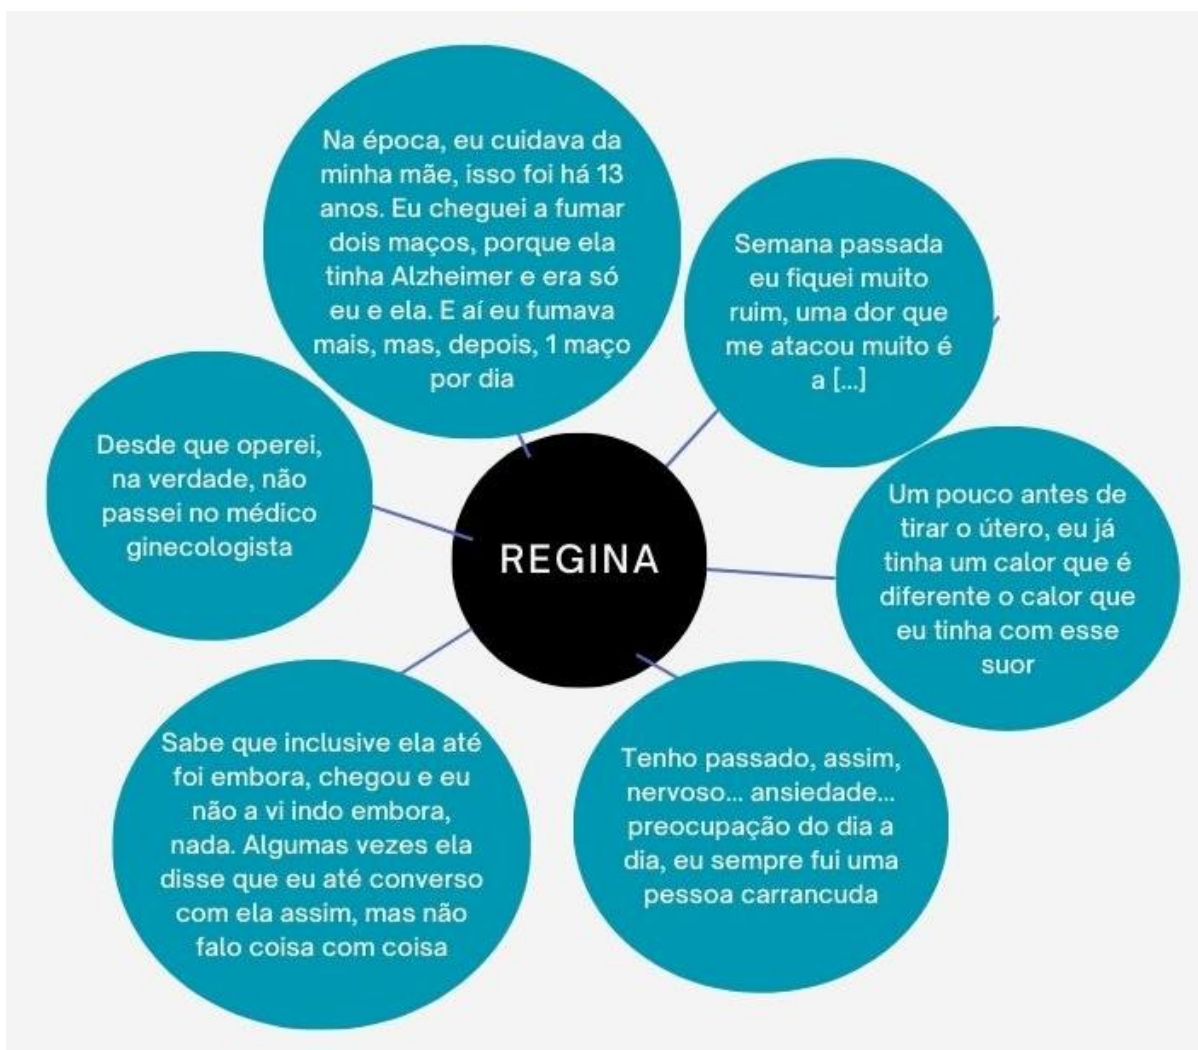 Na época, eu cuidava da
minha mãe, isso foi há 13
anos. Eu cheguei a fumar
dois maços, porque ela
tinha Alzheimer e era só
eu e ela. E aí eu fumava
mais, mas, depois, 1 maço
por dia
Semana passada
eu fiquei muito
ruim, uma dor que
me atacou muito é
a [...]
Desde que operei,
na verdade, não
passei no médico
ginecologista
REGINA
Um pouco antes de
tirar o útero, eu já
tinha um calor que é
diferente o calor que
eu tinha com esse
suor
Sabe que inclusive ela até
foi embora, chegou e eu
não a vi indo embora,
nada. Algumas vezes ela
disse que eu até converso
com ela assim, mas não
falo coisa com coisa
Tenho passado, assim,
nervoso... ansiedade...
preocupação do dia a
dia, eu sempre fui uma
pessoa carrancuda